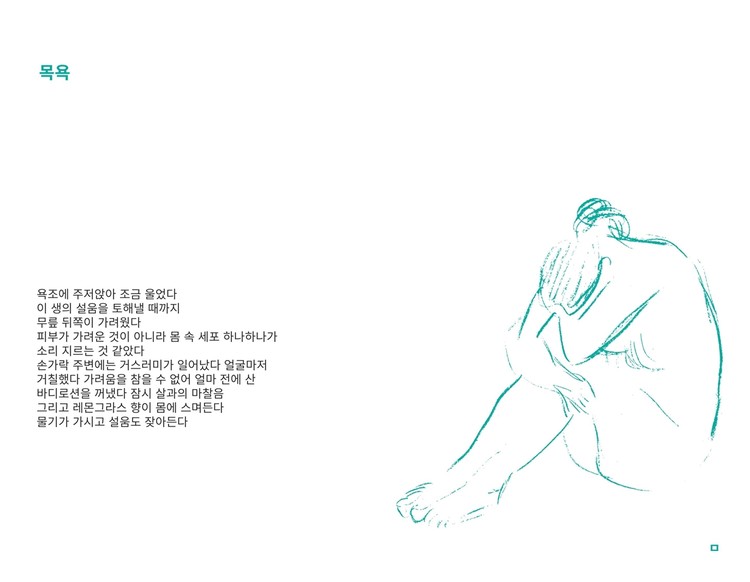 목욕
욕조에 주저앉아 조금 울었다
이 생의 설움을 토해낼 때까지
무릎 뒤쪽이 가려웠다
피부가 가려운 것이 아니라 몸 속 세포 하나하나가
소리 지르는 것 같았다
손가락 주변에는 거스러미가 일어났다 얼굴마저
거칠했다 가려움을 참을 수 없어 얼마 전에 산
바디로션을 꺼냈다 잠시 살과의 마찰음
그리고 레몬그라스 향이 몸에 스며든다
물기가 가시고 설움도 잦아든다
ㅁ